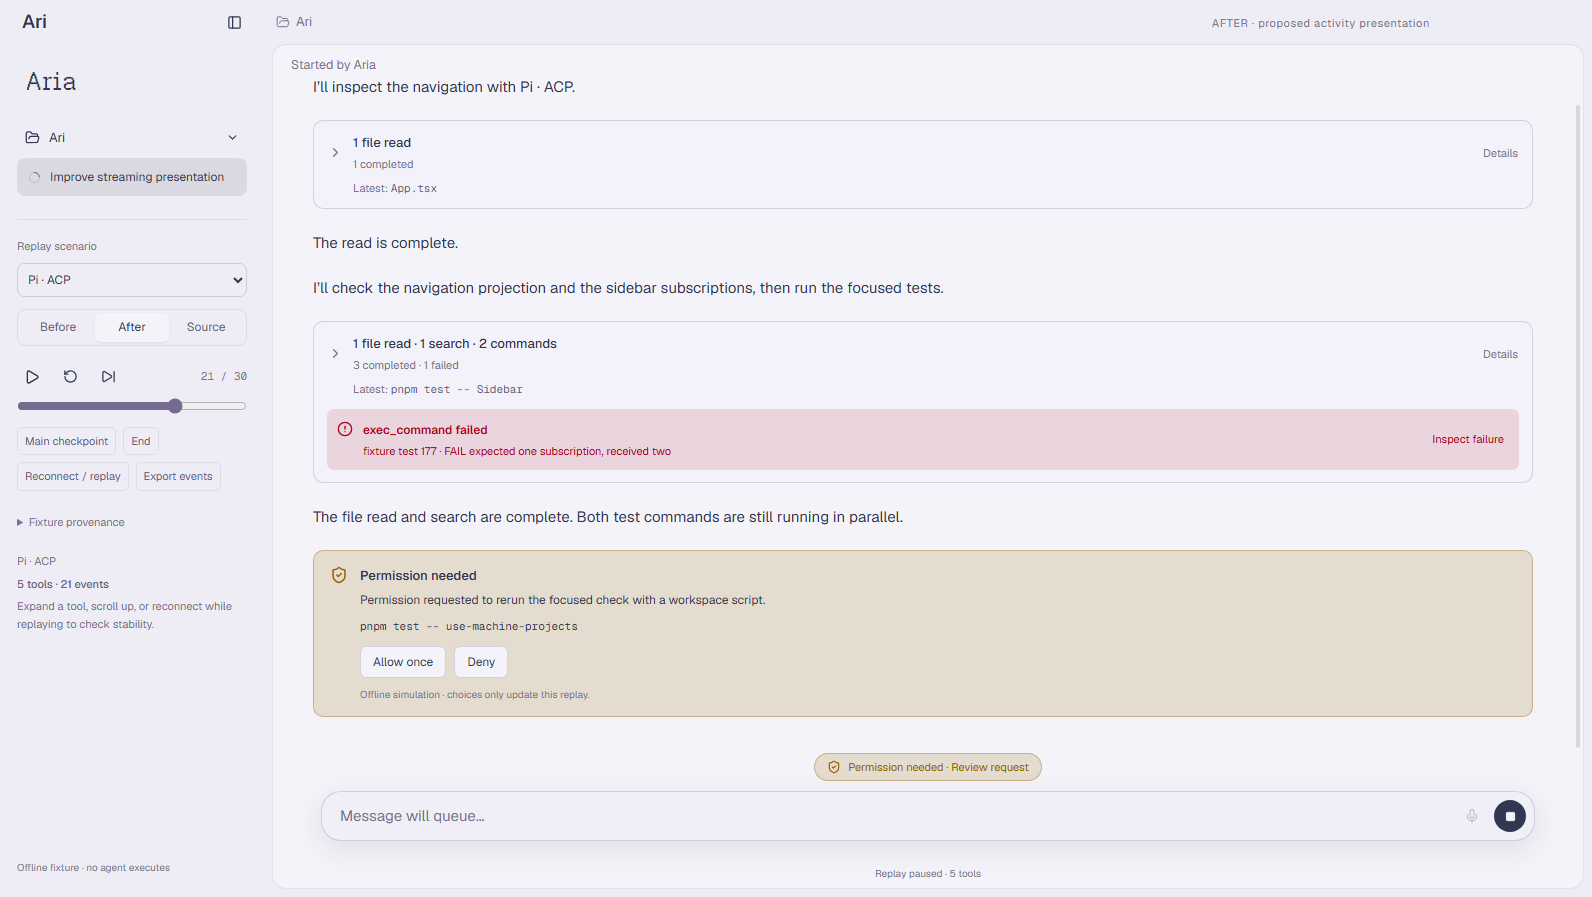 Ari
Ari
AFTER · proposed activity presentation
Aria
Ari
Improve streaming presentation
Replay scenario
Pi · ACP
Before
After
Source
21 / 30
Main checkpoint
End
Reconnect / replay
Export events
Fixture provenance
Pi · ACP
5 tools · 21 events
Expand a tool, scroll up, or reconnect while
replaying to check stability.
Offline fixture · no agent executes
Started by Aria
I'll inspect the navigation with Pi · ACP.
1 file read
1 completed
Latest: App.tsx
Details
The read is complete.
I'll check the navigation projection and the sidebar subscriptions, then run the focused tests.
1 file read · 1 search · 2 commands
3 completed · 1 failed
Latest: pnpm test -- Sidebar
Details
exec_command failed
fixture test 177 · FAIL expected one subscription, received two
Inspect failure
The file read and search are complete. Both test commands are still running in parallel.
Permission needed
Permission requested to rerun the focused check with a workspace script.
pnpm test -- use-machine-projects
Allow once
Deny
Offline simulation · choices only update this replay.
Permission needed · Review request
Message will queue...
Replay paused · 5 tools